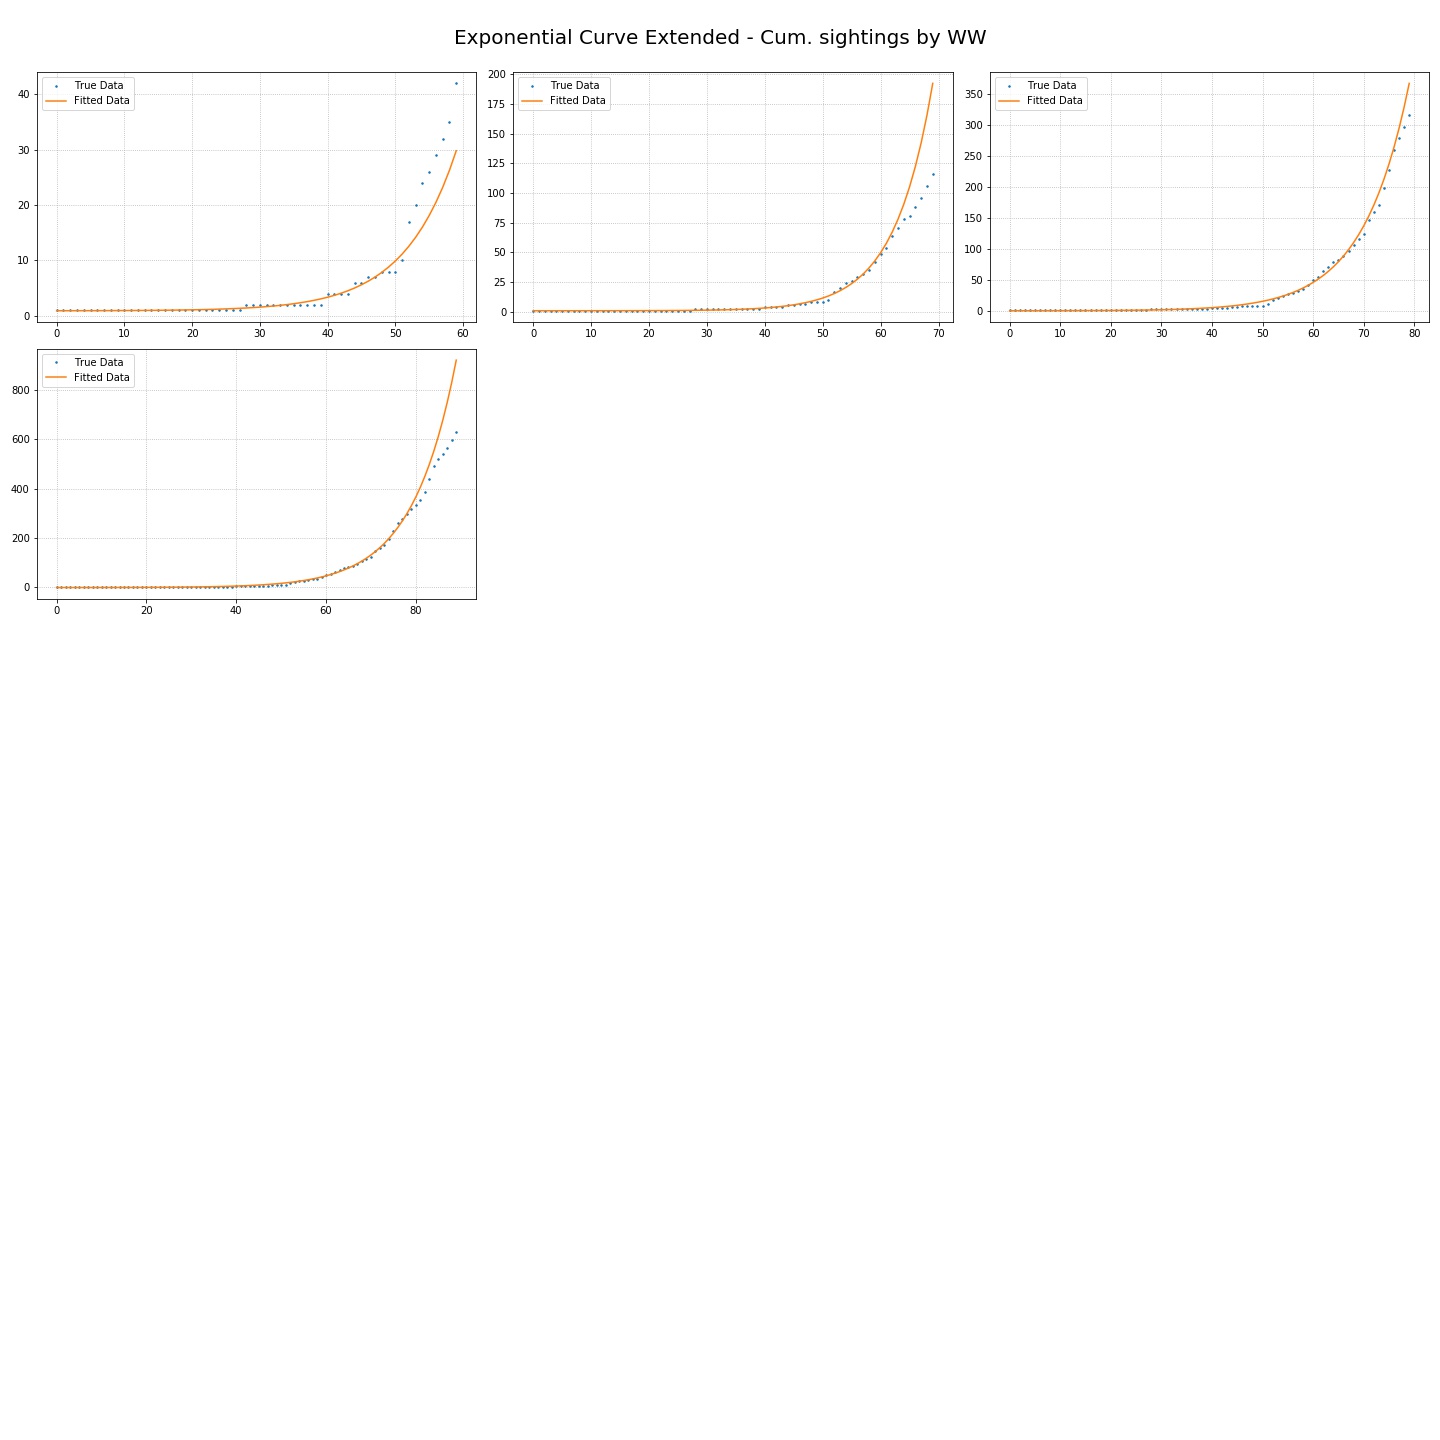 Exponential Curve Extended - Cum. sightings by WW
True Data
Fitted Data
40
30
20
10
0
0 10 20 30 40 50 60
True Data
Fitted Data
200
175
150
125
100
75
50
25
0
0 10 20 30 40 50 60 70
True Data
Fitted Data
350
300
250
200
150
100
50
0
0 10 20 30 40 50 60 70 80
True Data
Fitted Data
800
600
400
200
0
0 20 40 60 80